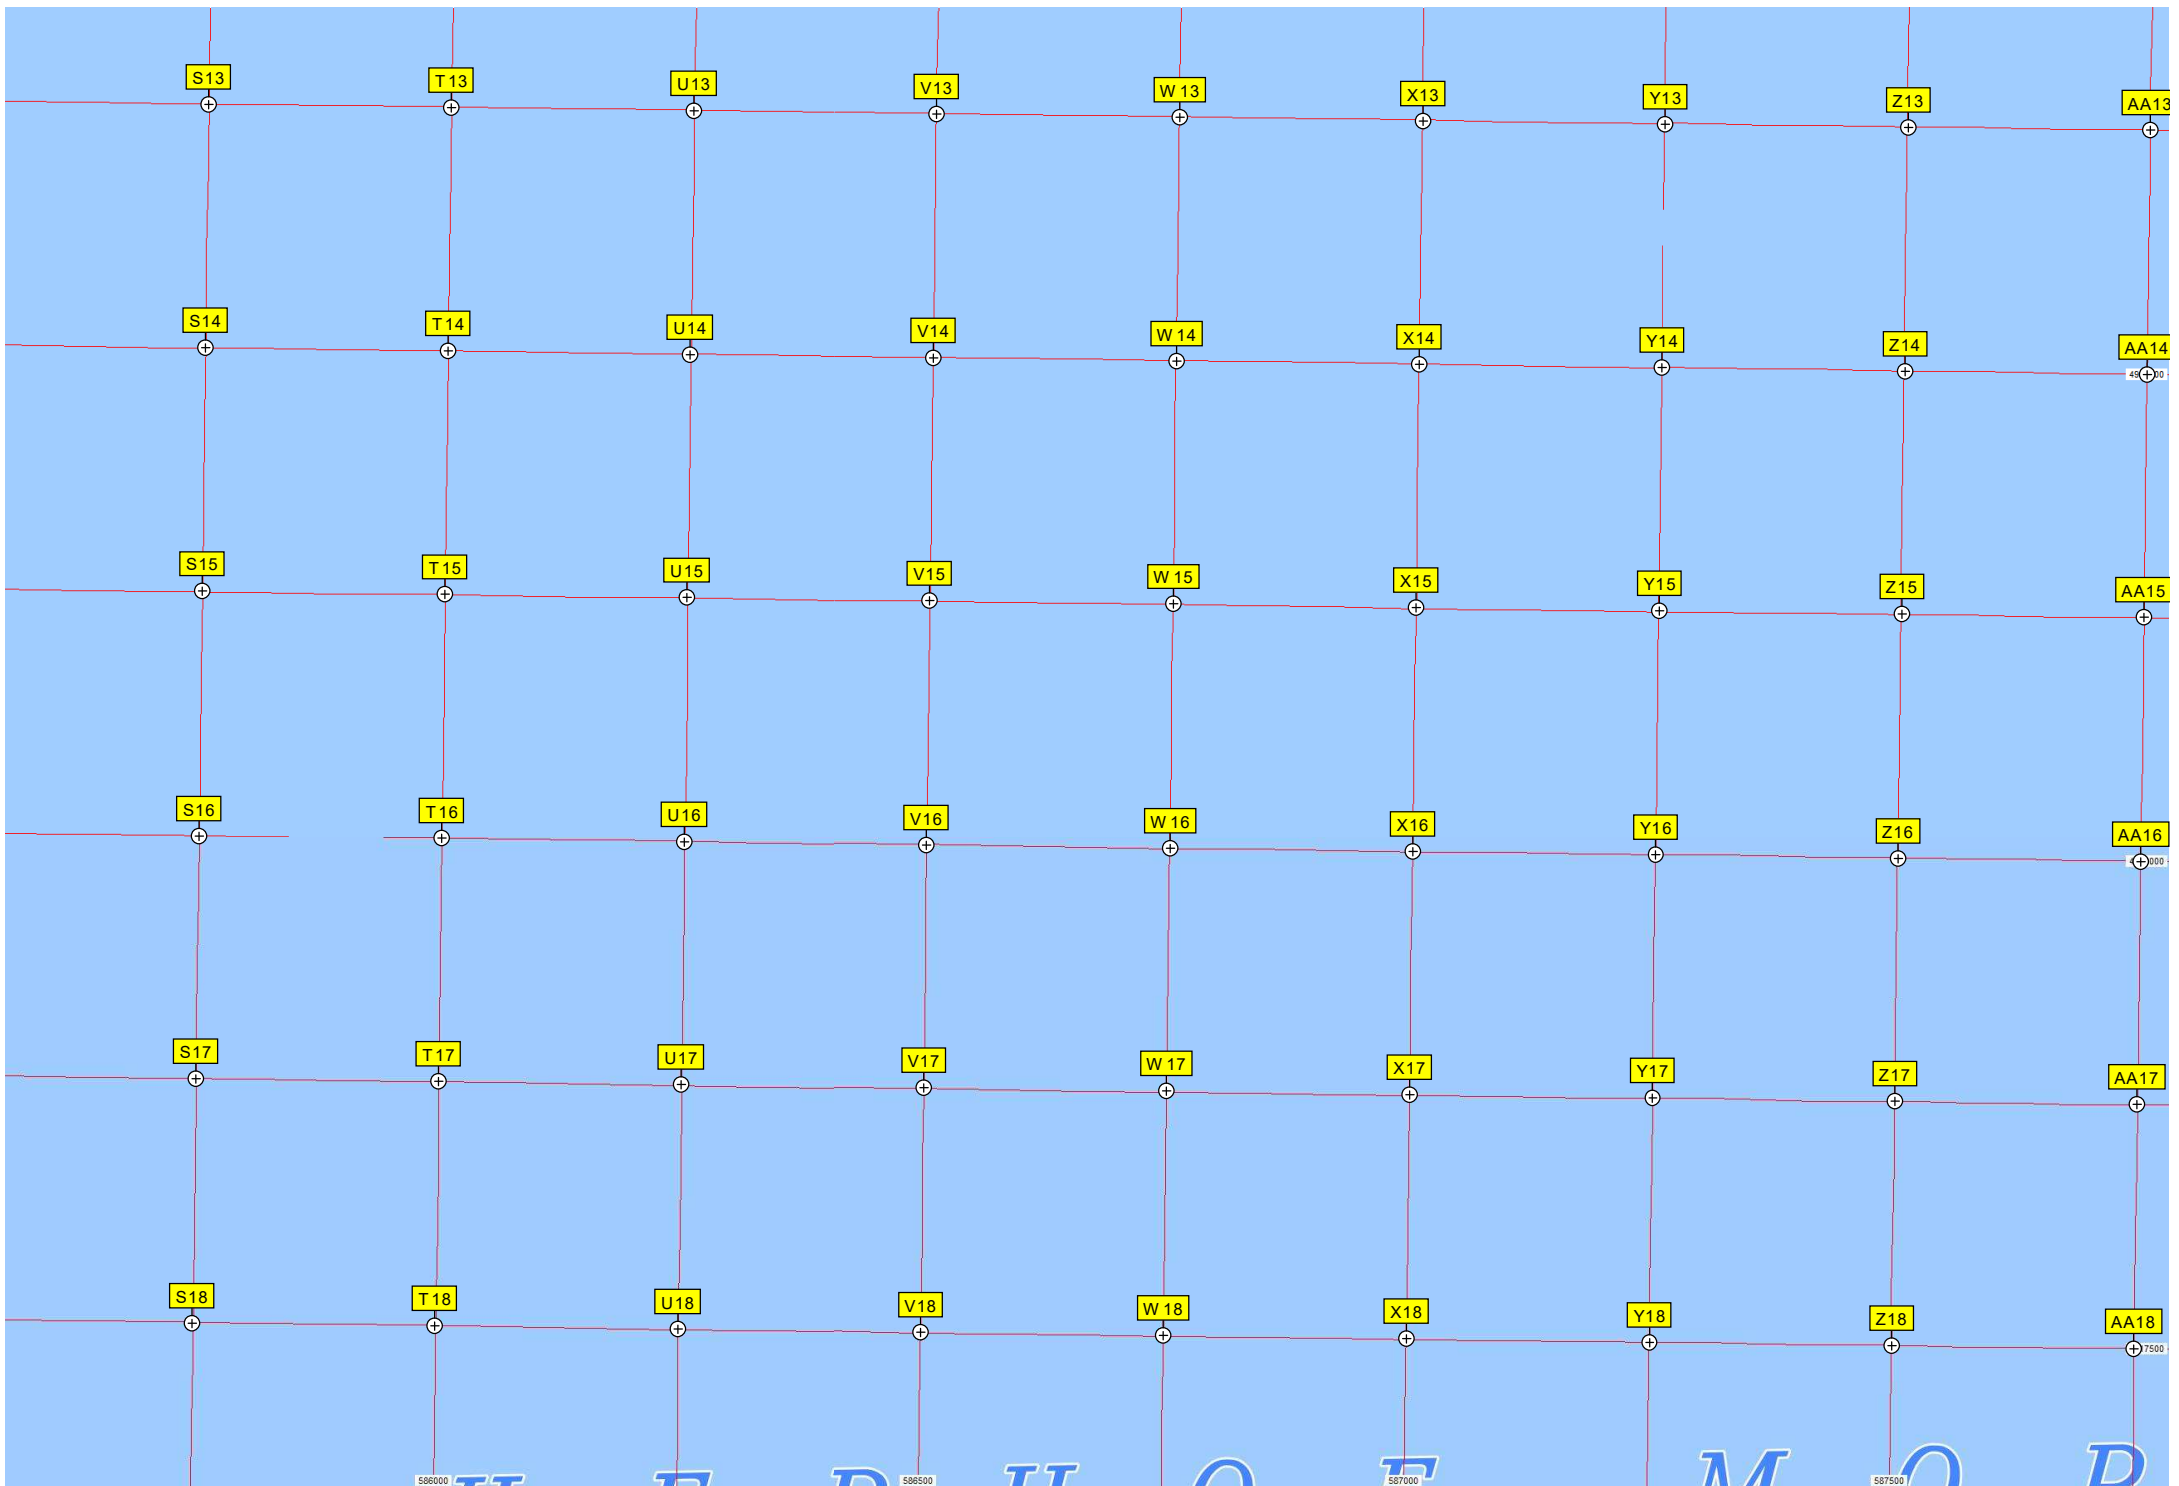 S13 T13 U13 V13 W13 X13 Y13 Z13 AA13
S14 T14 U14 V14 W14 X14 Y14 Z14 AA14
S15 T15 U15 V15 W15 X15 Y15 Z15 AA15
S16 T16 U16 V16 W16 X16 Y16 Z16 AA16
S17 T17 U17 V17 W17 X17 Y17 Z17 AA17
S18 T18 U18 V18 W18 X18 Y18 Z18 AA18
7500
М О Р
586000 586500 587000 587500